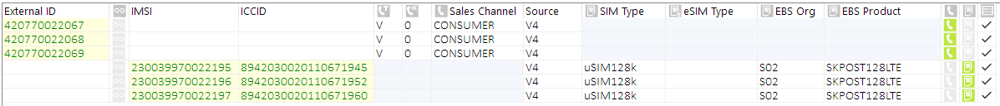 External ID IMSI ICCID Sales Channel Source SIM Type eSIM Type EBS Org EBS Product
420770022067 V 0 CONSUMER V4
420770022068 V 0 CONSUMER V4
420770022069 V 0 CONSUMER V4
230039970022195 8942030020110671945 V4 uSIM128k S02 SKPOST128LTE
230039970022196 8942030020110671952 V4 uSIM128k S02 SKPOST128LTE
230039970022197 8942030020110671960 V4 uSIM128k S02 SKPOST128LTE